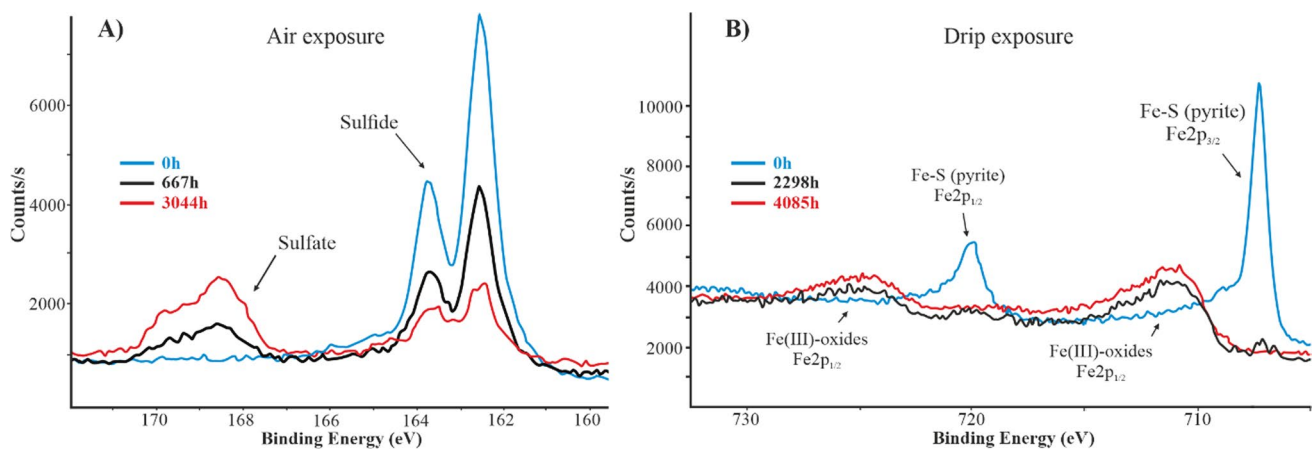 A)
Air exposure
Counts/s
6000
4000
2000
Sulfide
0h
667h
3044h
Sulfate
170
168
166
164
162
160
Binding Energy (eV)
B)
Drip exposure
Counts/s
10000
8000
6000
4000
2000
Fe-S (pyrite)
Fe2p3/2
0h
2298h
4085h
Fe-S (pyrite)
Fe2p1/2
Fe(III)-oxides
Fe2p1/2
Fe(III)-oxides
Fe2p1/2
730
720
710
Binding Energy (eV)